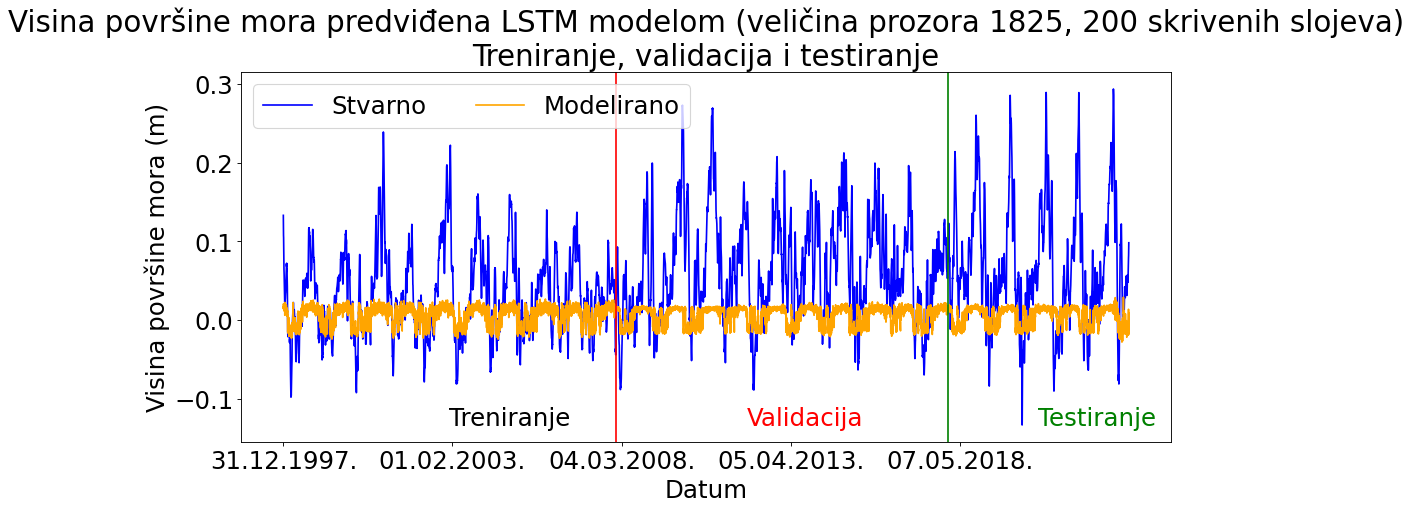 Visina površine mora predviđena LSTM modelom (veličina prozora 1825, 200 skrivenih slojeva)
Treniranje, validacija i testiranje
Stvarno
Modelirano
Visina površine mora (m)
0.3
0.2
0.1
0.0
−0.1
Treniranje
Validacija
Testiranje
31.12.1997.
01.02.2003.
04.03.2008.
05.04.2013.
07.05.2018.
Datum